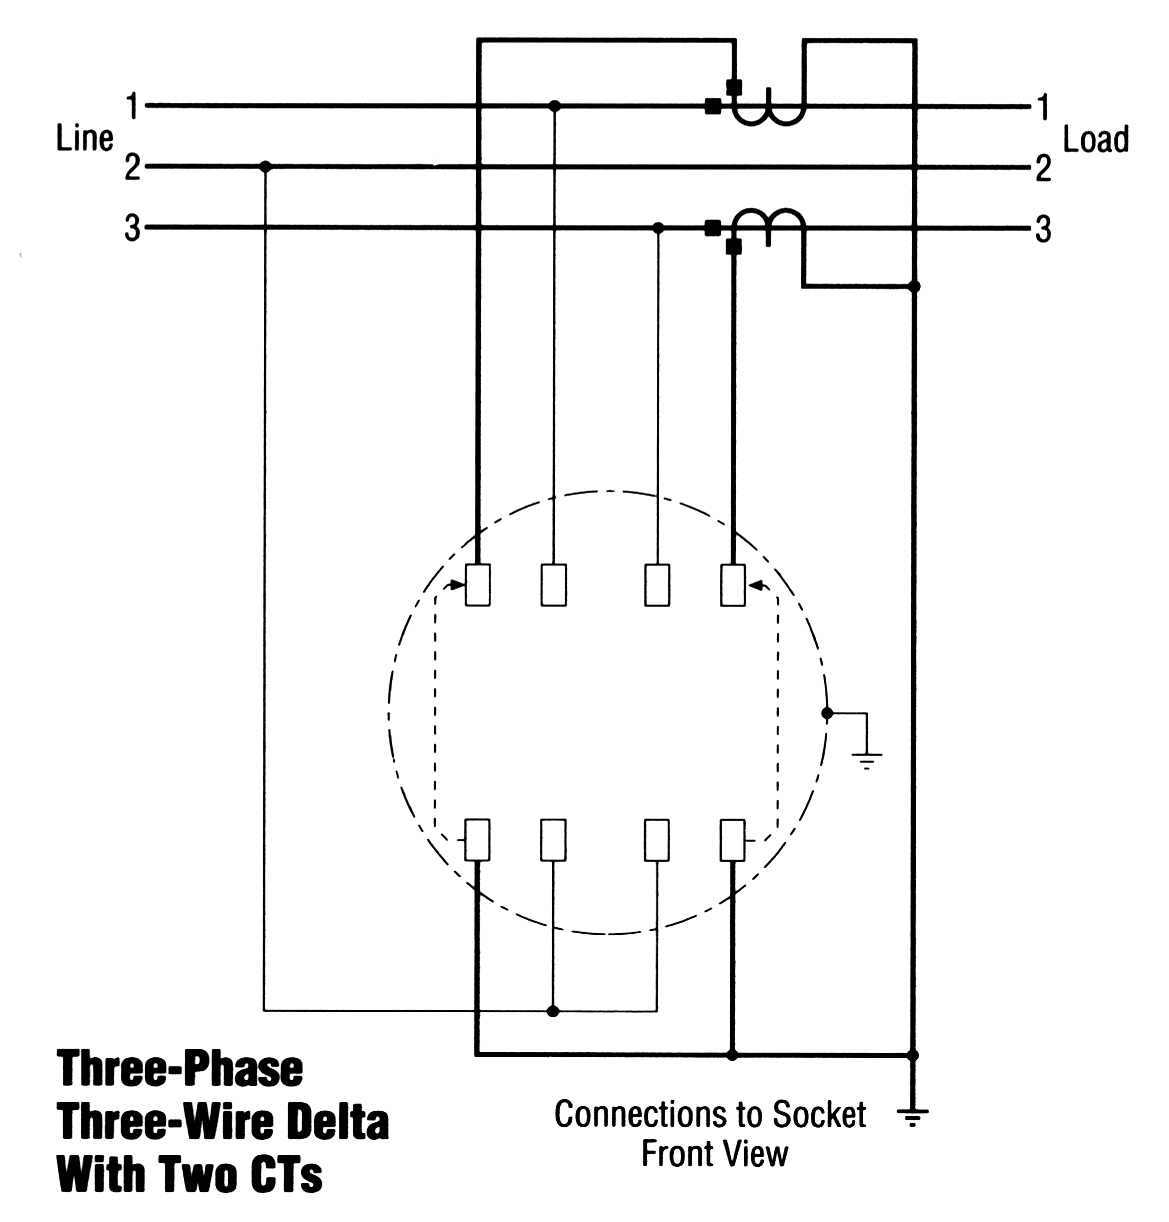 1
1
Line
Load
2
2
3
3
Three-Phase
Three-Wire Delta
With Two CTs
Connections to Socket
Front View